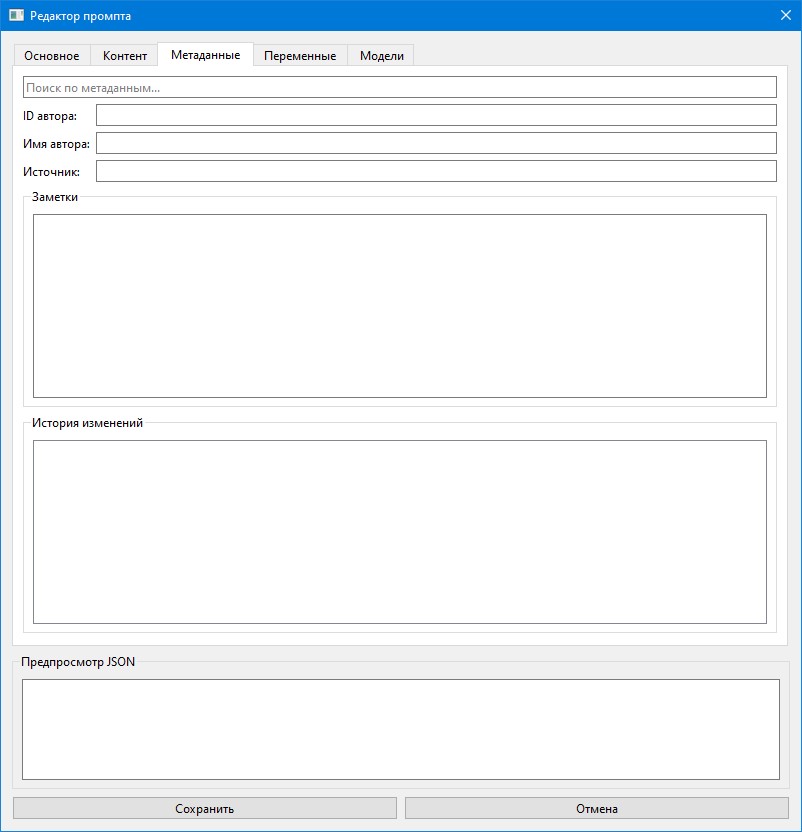 Редактор промпта
Основное Контент Метаданные Переменные Модели
Поиск по метаданным...
ID автора:
Имя автора:
Источник:
Заметки
История изменений
Предпросмотр JSON
Сохранить Отмена